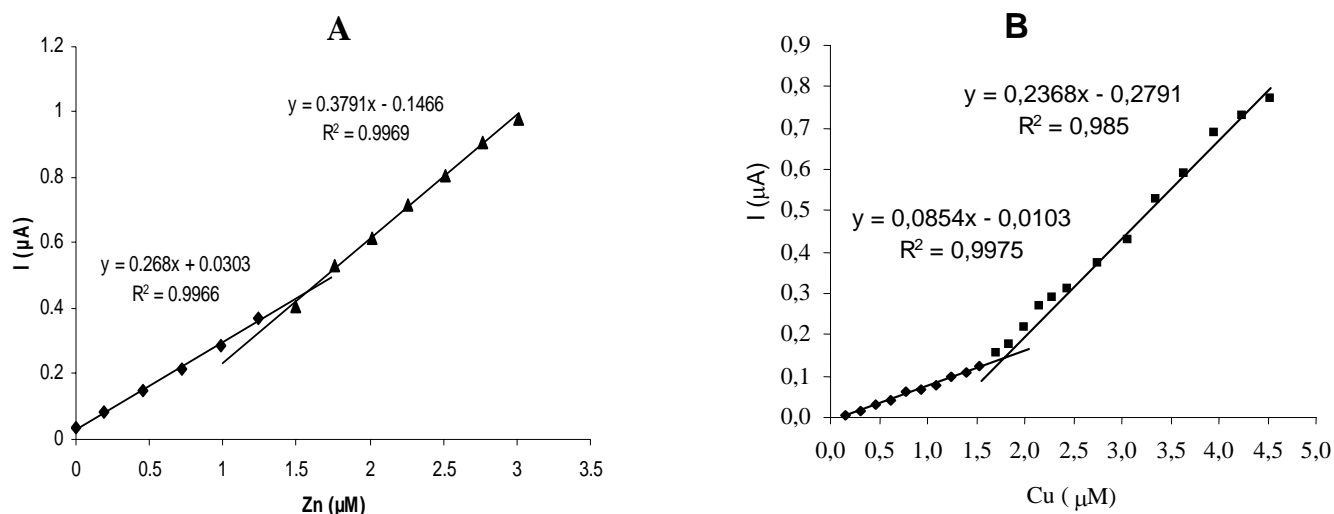 A
1.2
1
0.8
0.6
0.4
0.2
0
I (µA)
y = 0.3791x - 0.1466
R² = 0.9969
y = 0.268x + 0.0303
R² = 0.9966
0 0.5 1 1.5 2 2.5 3 3.5
Zn (µM)
B
0,9
0,8
0,7
0,6
0,5
0,4
0,3
0,2
0,1
0,0
I (µA)
y = 0,2368x - 0,2791
R² = 0,985
y = 0,0854x - 0,0103
R² = 0,9975
0,0 0,5 1,0 1,5 2,0 2,5 3,0 3,5 4,0 4,5 5,0
Cu ( µM)